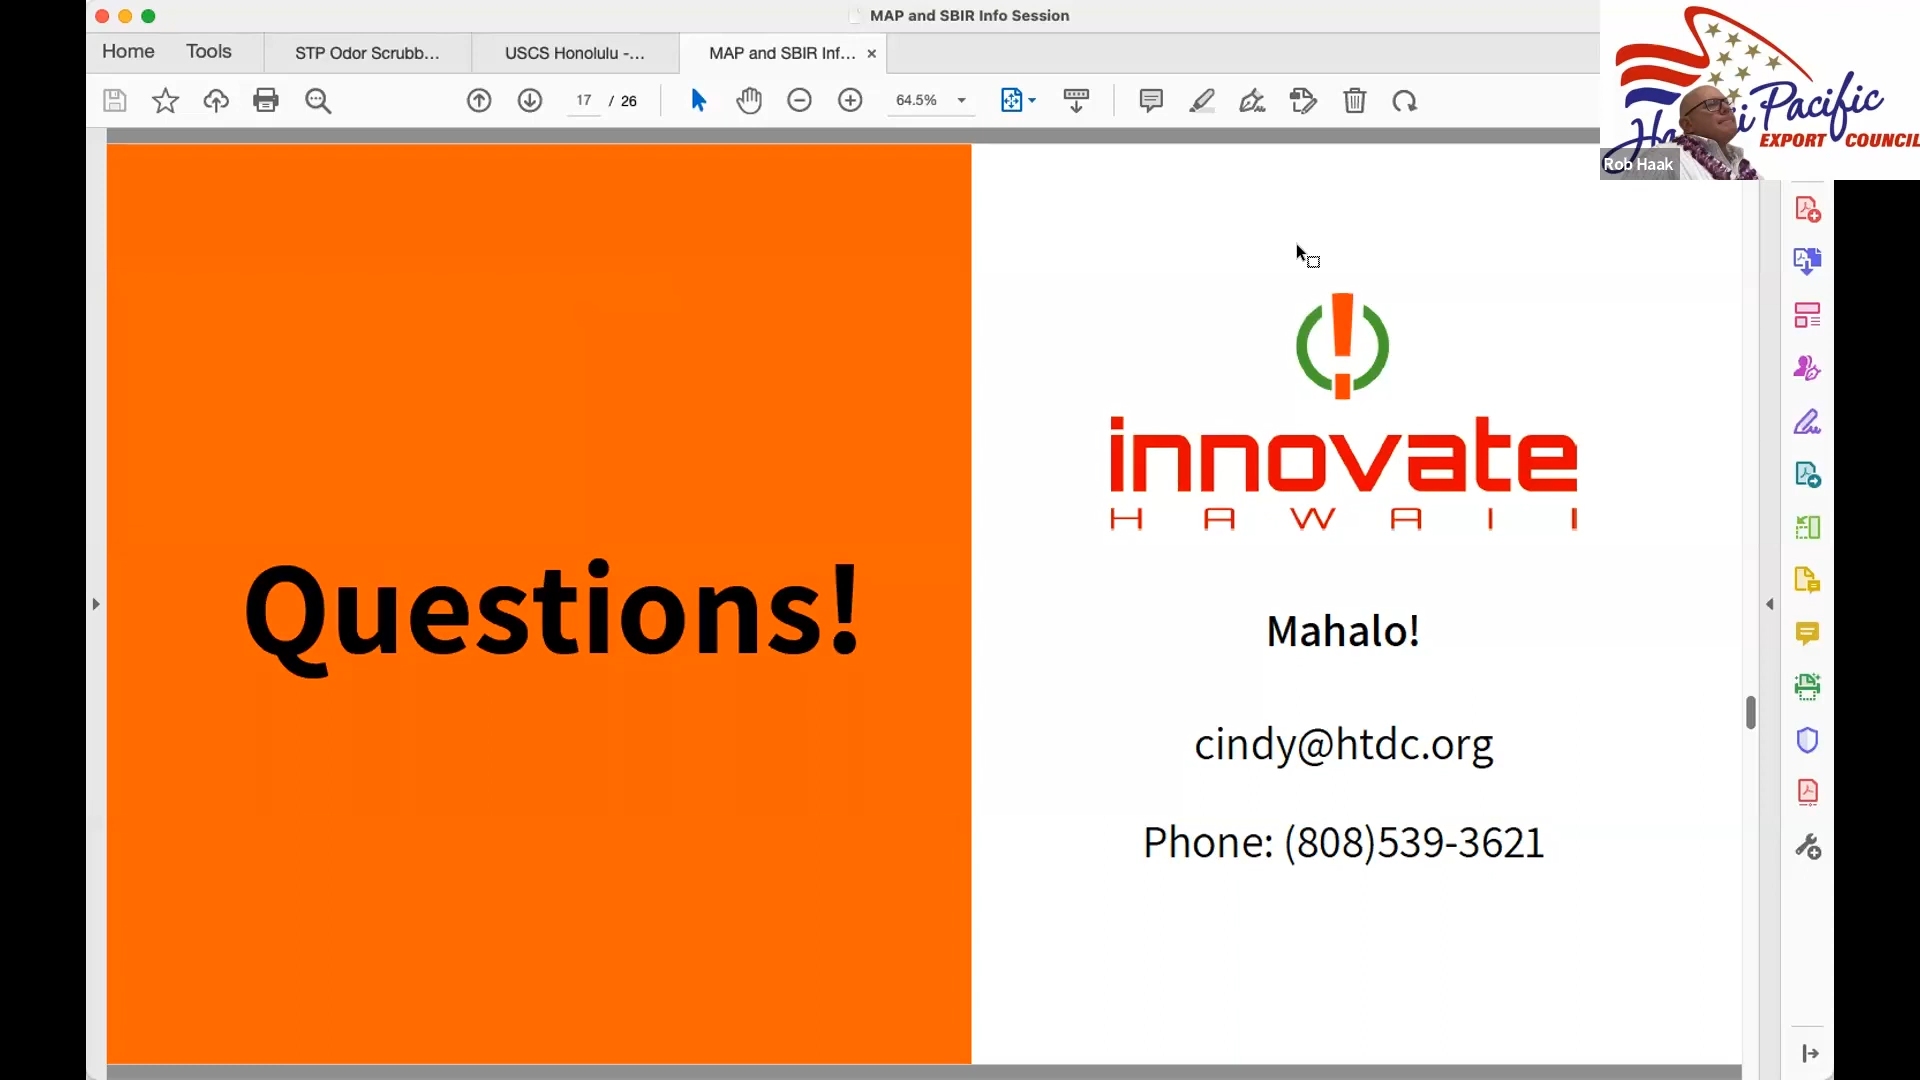 MAP and SBIR Info Session
Home Tools STP Odor Scrubb... USCS Honolulu -... MAP and SBIR Inf... ×
17 / 26 64.5%
Pacific
EXPORT COUNCIL
Rob Haak
Questions!
innovate
HAWAII
Mahalo!
cindy@htdc.org
Phone: (808)539-3621